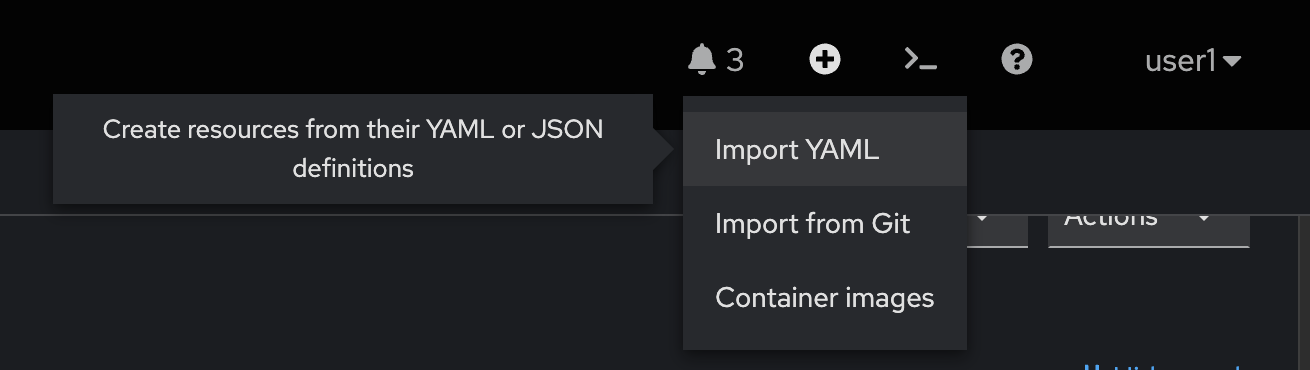 3
user1
Create resources from their YAML or JSON
definitions
Import YAML
Import from Git
Container images
Actions